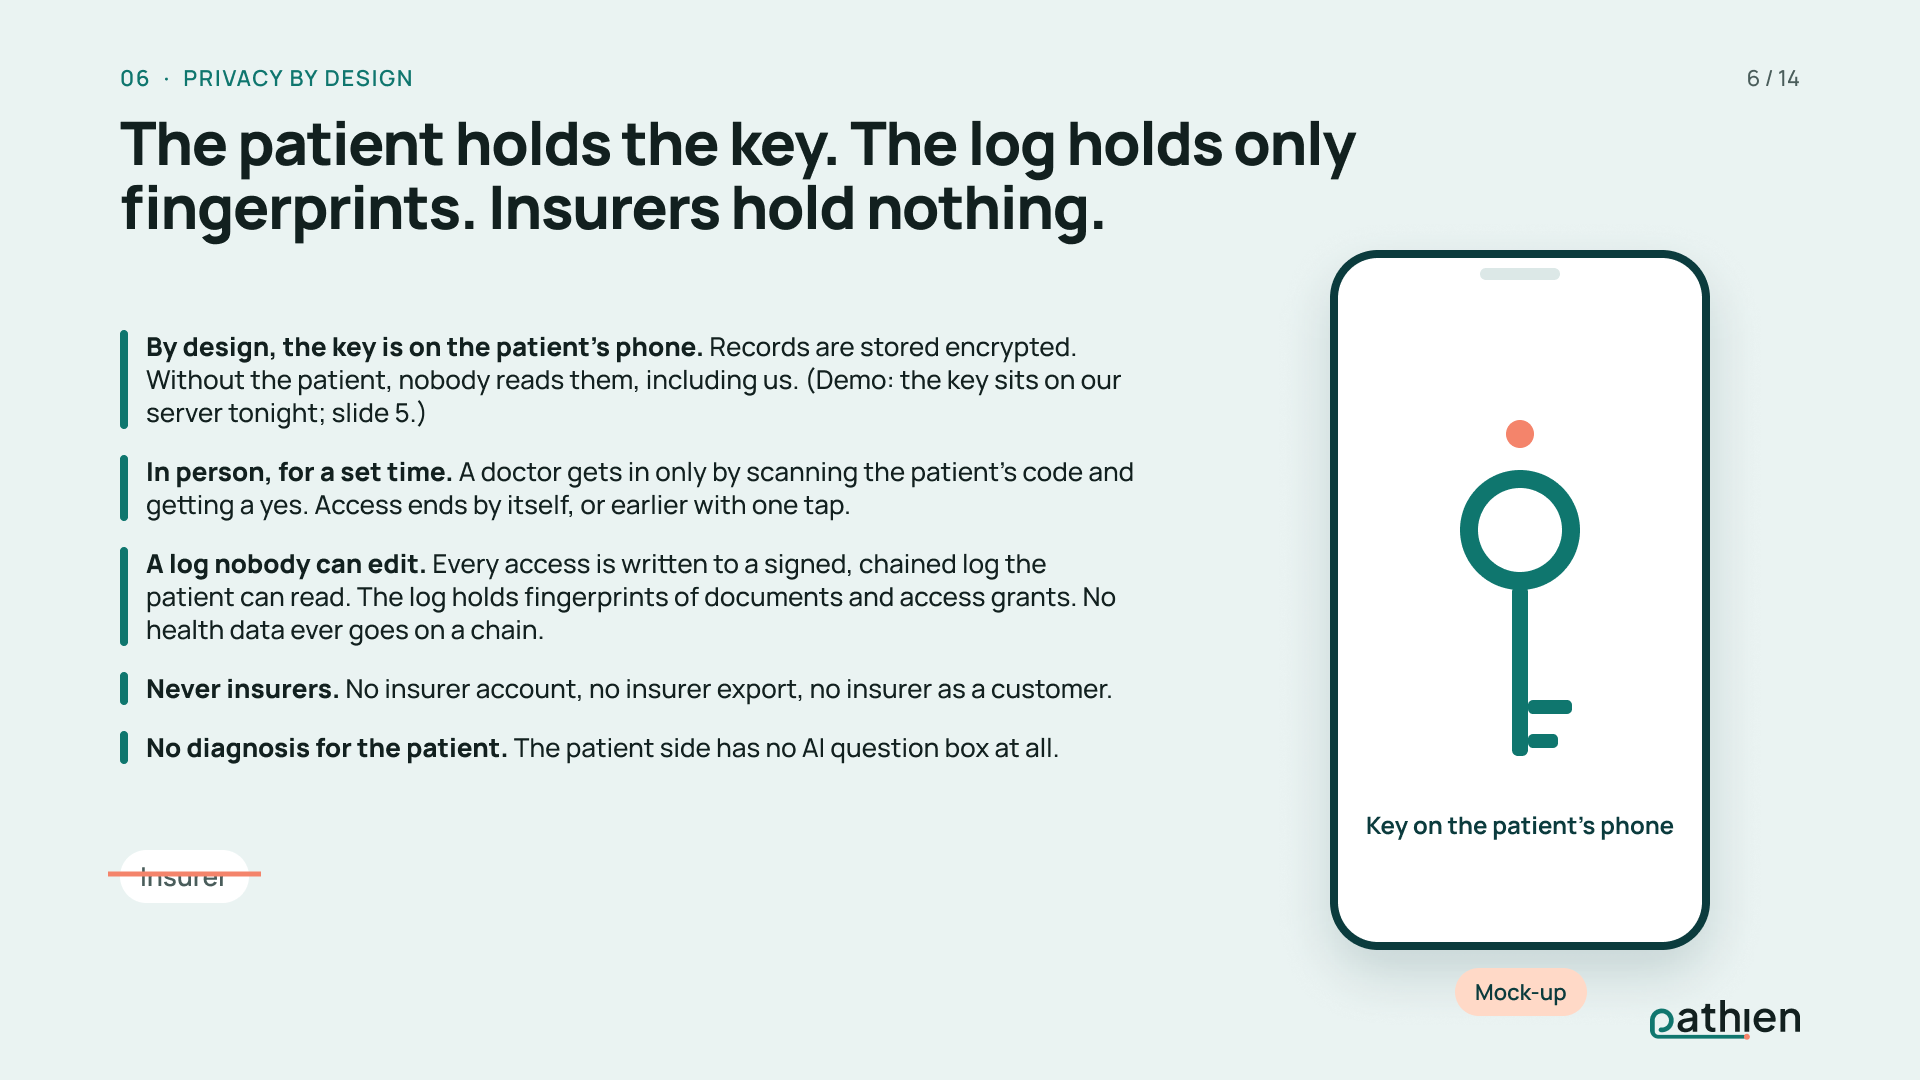 06 · PRIVACY BY DESIGN
6 / 14
The patient holds the key. The log holds only
fingerprints. Insurers hold nothing.
By design, the key is on the patient’s phone. Records are stored encrypted.
Without the patient, nobody reads them, including us. (Demo: the key sits on our
server tonight; slide 5.)
In person, for a set time. A doctor gets in only by scanning the patient’s code and
getting a yes. Access ends by itself, or earlier with one tap.
A log nobody can edit. Every access is written to a signed, chained log the
patient can read. The log holds fingerprints of documents and access grants. No
health data ever goes on a chain.
Never insurers. No insurer account, no insurer export, no insurer as a customer.
No diagnosis for the patient. The patient side has no AI question box at all.
Insurer
Key on the patient’s phone
Mock-up
pathien